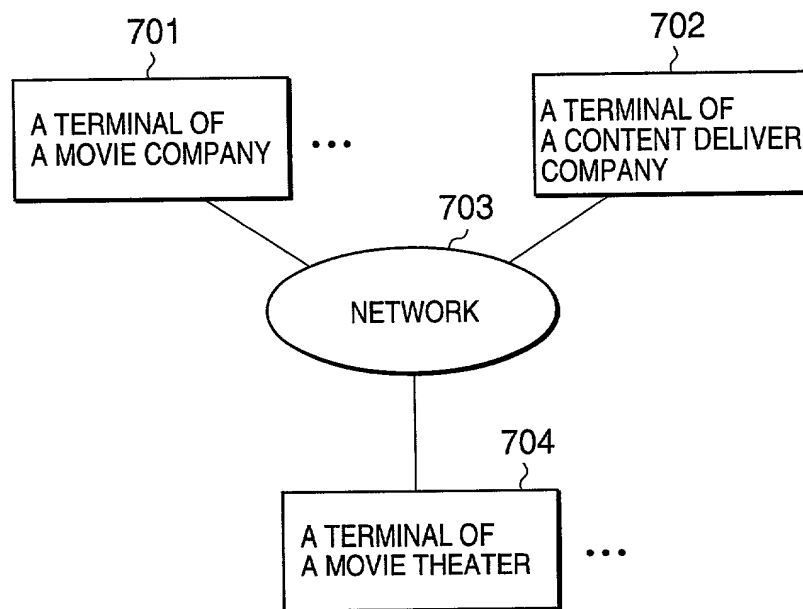 701
702
A TERMINAL OF
A MOVIE COMPANY
...
A TERMINAL OF
A CONTENT DELIVER
COMPANY
703
NETWORK
704
A TERMINAL OF
A MOVIE THEATER
...